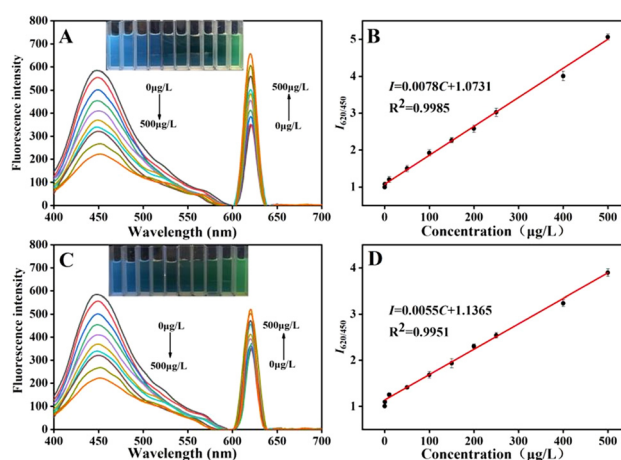 A
800
700
600
500
400
300
200
100
0
Fluorescence intensity
0μg/L
500μg/L
500μg/L
0μg/L
400 450 500 550 600 650 700
Wavelength (nm)
B
5
4
3
2
1
0
I620/450
I=0.0078C+1.0731
R²=0.9985
0 100 200 300 400 500
Concentration（μg/L）
C
800
700
600
500
400
300
200
100
0
Fluorescence intensity
0μg/L
500μg/L
500μg/L
0μg/L
400 450 500 550 600 650 700
Wavelength (nm)
D
4
3
2
1
I620/450
I=0.0055C+1.1365
R²=0.9951
0 100 200 300 400 500
Concentration（μg/L）